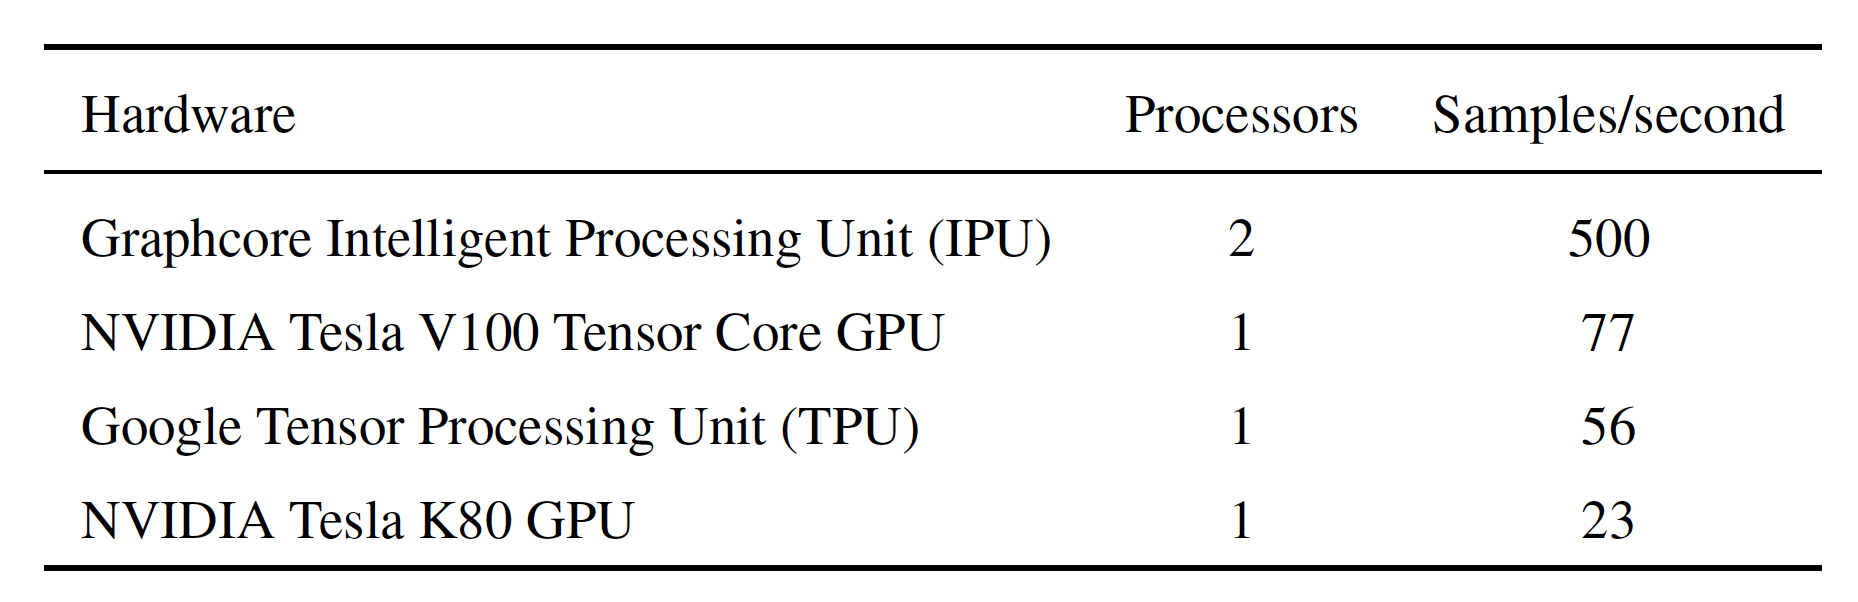 Hardware Processors Samples/second
Graphcore Intelligent Processing Unit (IPU) 2 500
NVIDIA Tesla V100 Tensor Core GPU 1 77
Google Tensor Processing Unit (TPU) 1 56
NVIDIA Tesla K80 GPU 1 23